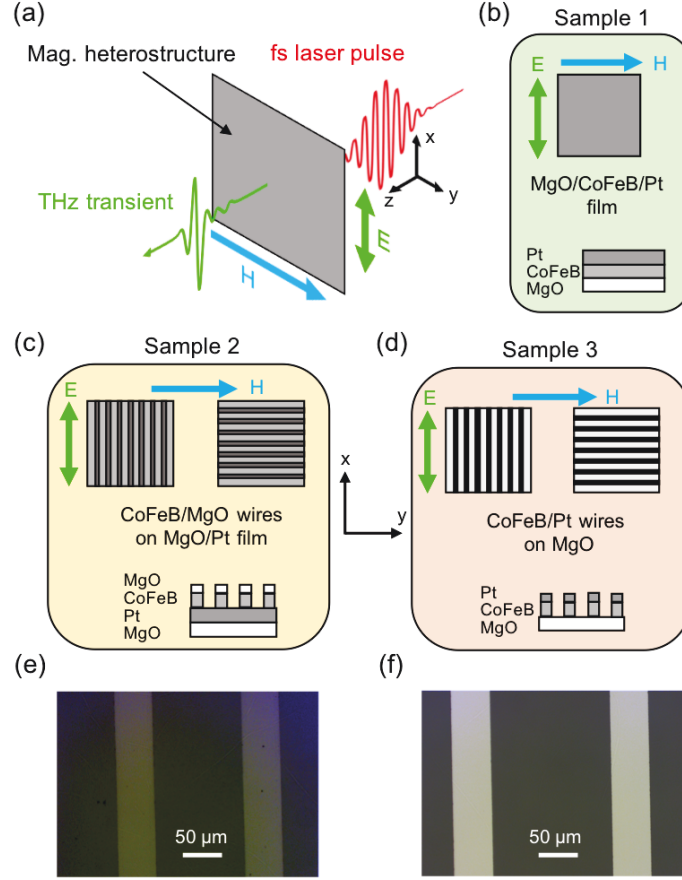 (a)
Mag. heterostructure
fs laser pulse
THz transient
x
z
y
E
H
(b)
Sample 1
E
H
MgO/CoFeB/Pt
film
Pt
CoFeB
MgO
(c)
Sample 2
E
H
CoFeB/MgO wires
on MgO/Pt film
MgO
CoFeB
Pt
MgO
x
y
(d)
Sample 3
E
H
CoFeB/Pt wires
on MgO
Pt
CoFeB
MgO
(e)
50 µm
(f)
50 µm